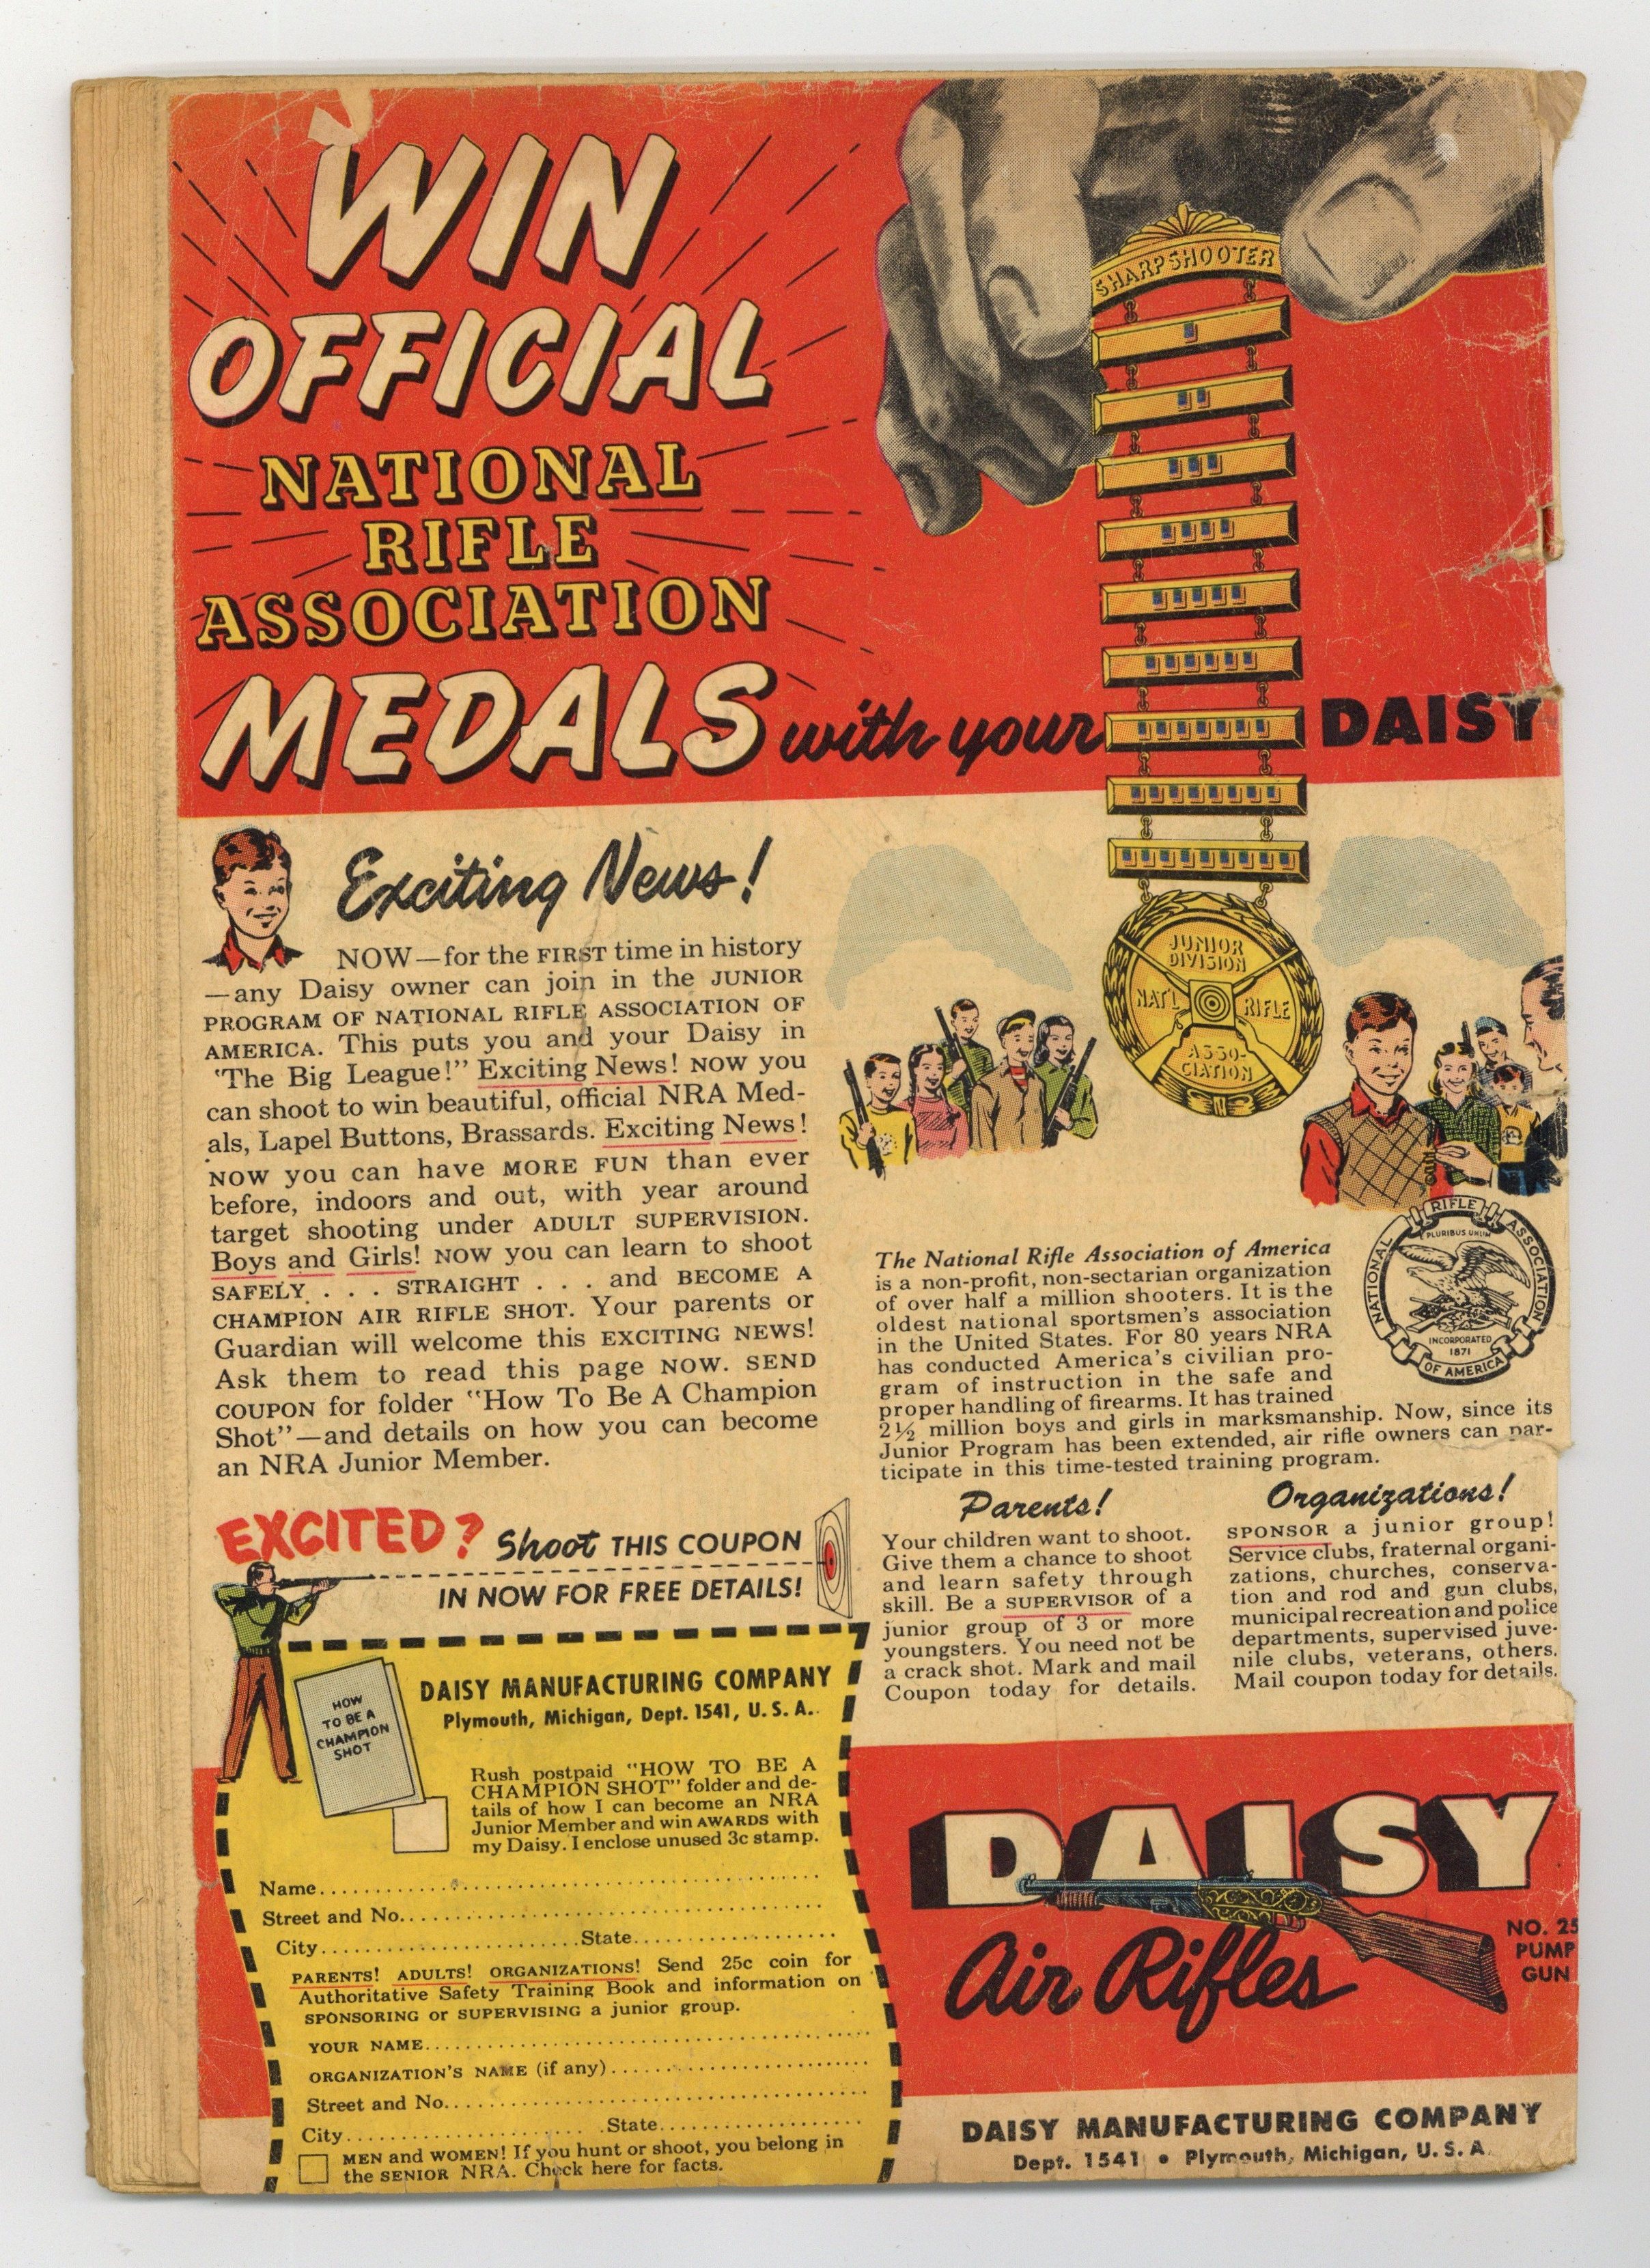 WIN
OFFICIAL
NATIONAL
RIFLE
ASSOCIATION
MEDALS with your DAISY
SHARPSHOOTER
JUNIOR
DIVISION
NAT'L RIFLE
ASSO-
CIATION
Exciting News!
NOW—for the FIRST time in history
—any Daisy owner can join in the JUNIOR
PROGRAM OF NATIONAL RIFLE ASSOCIATION OF
AMERICA. This puts you and your Daisy in
"The Big League!" Exciting News! NOW you
can shoot to win beautiful, official NRA Med-
als, Lapel Buttons, Brassards. Exciting News!
NOW you can have MORE FUN than ever
before, indoors and out, with year around
target shooting under ADULT SUPERVISION.
Boys and Girls! NOW you can learn to shoot
SAFELY . . . STRAIGHT . . . and BECOME A
CHAMPION AIR RIFLE SHOT. Your parents or
Guardian will welcome this EXCITING NEWS!
Ask them to read this page NOW. SEND
COUPON for folder "How To Be A Champion
Shot"—and details on how you can become
an NRA Junior Member.
The National Rifle Association of America
is a non-profit, non-sectarian organization
of over half a million shooters. It is the
oldest national sportsmen's association
in the United States. For 80 years NRA
has conducted America's civilian pro-
gram of instruction in the safe and
proper handling of firearms. It has trained
2½ million boys and girls in marksmanship. Now, since its
Junior Program has been extended, air rifle owners can par-
ticipate in this time-tested training program.
NATIONAL RIFLE ASSOCIATION
PLURIBUS UNUM
INCORPORATED
1871
OF AMERICA
Parents!
Your children want to shoot.
Give them a chance to shoot
and learn safety through
skill. Be a SUPERVISOR of a
junior group of 3 or more
youngsters. You need not be
a crack shot. Mark and mail
Coupon today for details.
Organizations!
SPONSOR a junior group!
Service clubs, fraternal organi-
zations, churches, conserva-
tion and rod and gun clubs,
municipal recreation and police
departments, supervised juve-
nile clubs, veterans, others.
Mail coupon today for details.
EXCITED? Shoot THIS COUPON
IN NOW FOR FREE DETAILS!
HOW
TO BE A
CHAMPION
SHOT
DAISY MANUFACTURING COMPANY
Plymouth, Michigan, Dept. 1541, U. S. A.
Rush postpaid "HOW TO BE A
CHAMPION SHOT" folder and de-
tails of how I can become an NRA
Junior Member and win AWARDS with
my Daisy. I enclose unused 3c stamp.
Name
Street and No.
City State
PARENTS! ADULTS! ORGANIZATIONS! Send 25c coin for
Authoritative Safety Training Book and information on
SPONSORING or SUPERVISING a junior group.
YOUR NAME
ORGANIZATION'S NAME (if any)
Street and No.
City State
MEN and WOMEN! If you hunt or shoot, you belong in
the SENIOR NRA. Check here for facts.
DAISY
Air Rifles
NO. 25
PUMP
GUN
DAISY MANUFACTURING COMPANY
Dept. 1541 • Plymouth, Michigan, U. S. A.